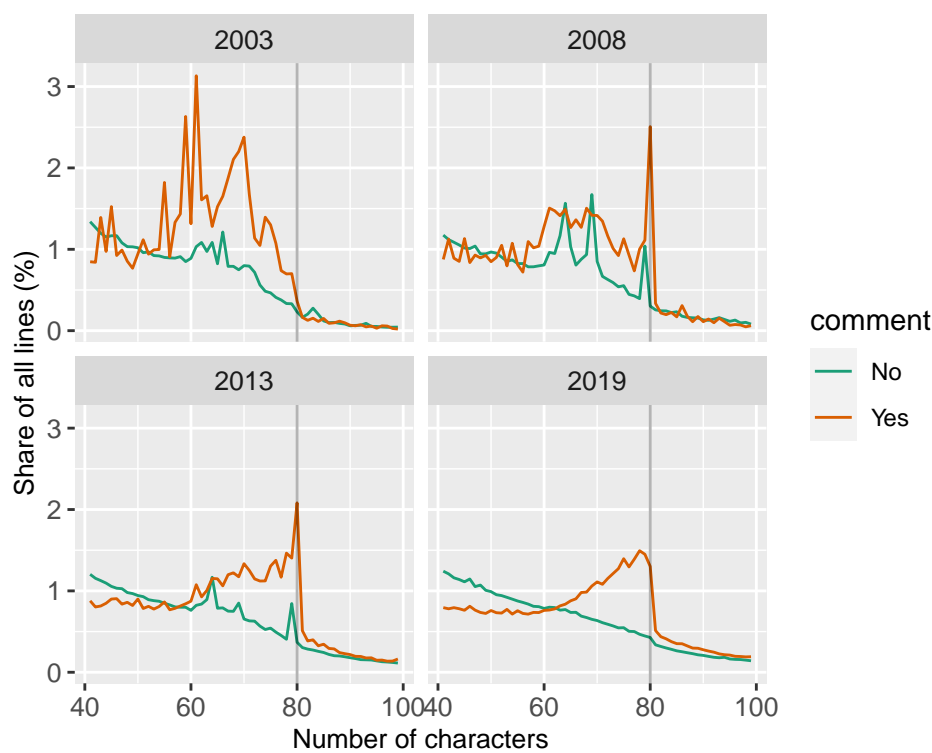 2003 2008
3
2
1
0
2013 2019
3
2
1
0
40 60 80 100 40 60 80 100
Number of characters
Share of all lines (%)
comment
No
Yes